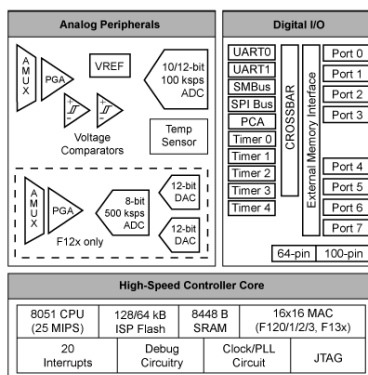 Analog Peripherals
AMUX
PGA
VREF
10/12-bit
100 ksps
ADC
Voltage
Comparators
Temp
Sensor
AMUX
PGA
8-bit
500 ksps
ADC
12-bit
DAC
12-bit
DAC
F12x only
Digital I/O
UART0
UART1
SMBus
SPI Bus
PCA
Timer 0
Timer 1
Timer 2
Timer 3
Timer 4
CROSSBAR
External Memory Interface
Port 0
Port 1
Port 2
Port 3
Port 4
Port 5
Port 6
Port 7
64-pin 100-pin
High-Speed Controller Core
8051 CPU
(25 MIPS)
128/64 kB
ISP Flash
8448 B
SRAM
16x16 MAC
(F120/1/2/3, F13x)
20
Interrupts
Debug
Circuitry
Clock/PLL
Circuit
JTAG